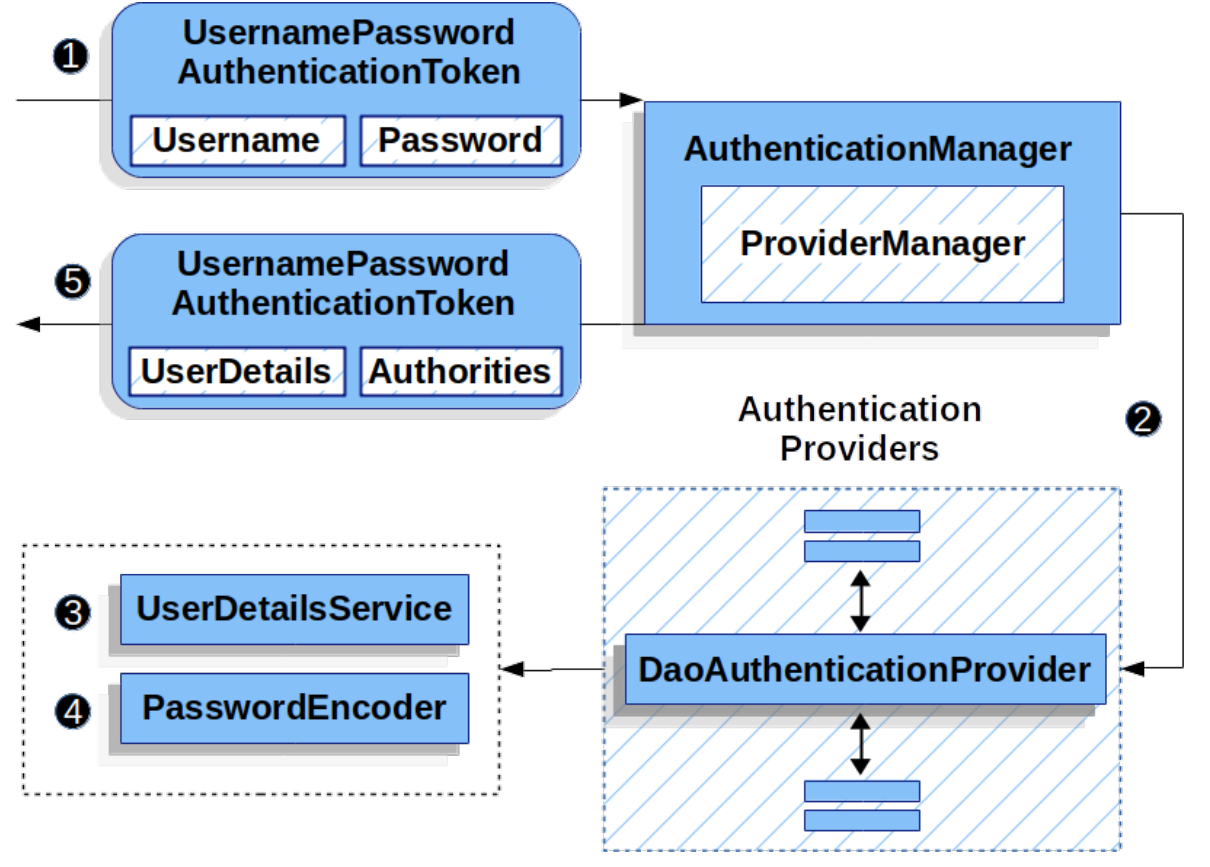 1
UsernamePassword
AuthenticationToken
Username
Password
AuthenticationManager
ProviderManager
5
UsernamePassword
AuthenticationToken
UserDetails
Authorities
2
Authentication
Providers
3
UserDetailsService
4
PasswordEncoder
DaoAuthenticationProvider